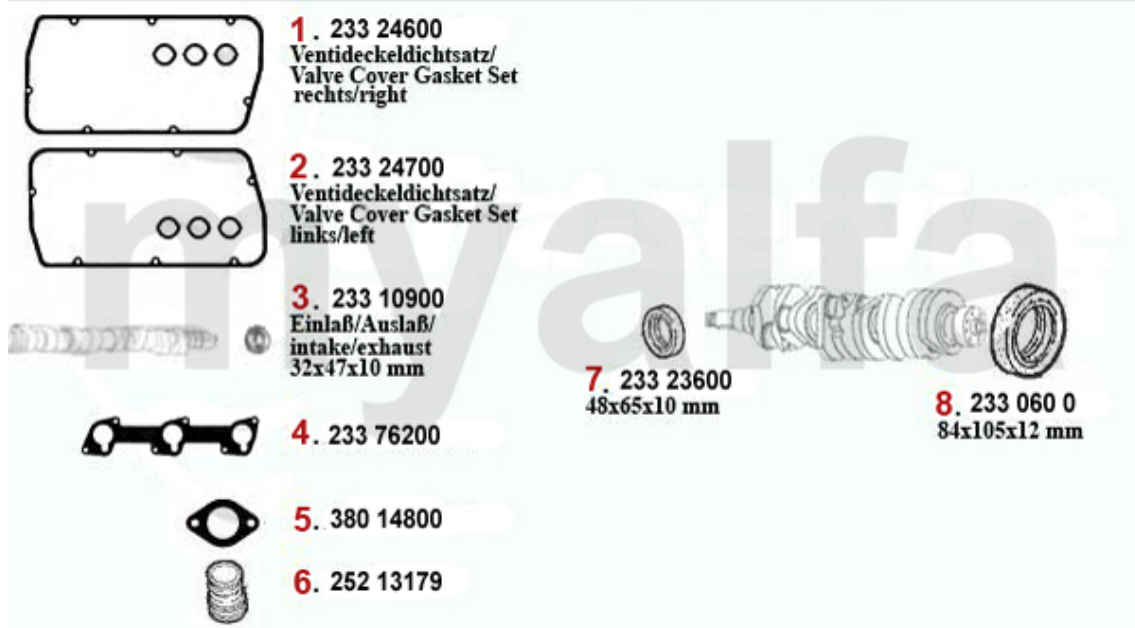 1. 233 24600
Ventideckeldichtsatz/
Valve Cover Gasket Set
rechts/right
2. 233 24700
Ventideckeldichtsatz/
Valve Cover Gasket Set
links/left
3. 233 10900
Einlaß/Auslaß/
intake/exhaust
32x47x10 mm
4. 233 76200
5. 380 14800
6. 252 13179
7. 233 23600
48x65x10 mm
8. 233 060 0
84x105x12 mm
myalfa